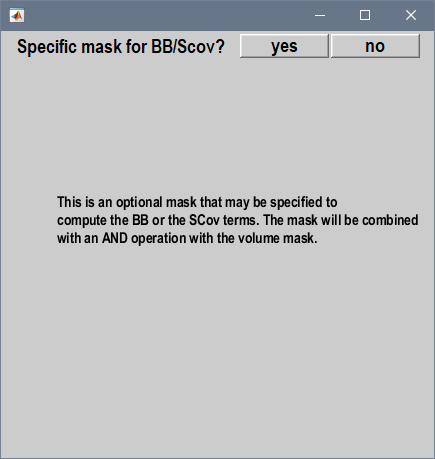 Specific mask for BB/Scov?
yes
no
This is an optional mask that may be specified to
compute the BB or the SCov terms. The mask will be combined
with an AND operation with the volume mask.